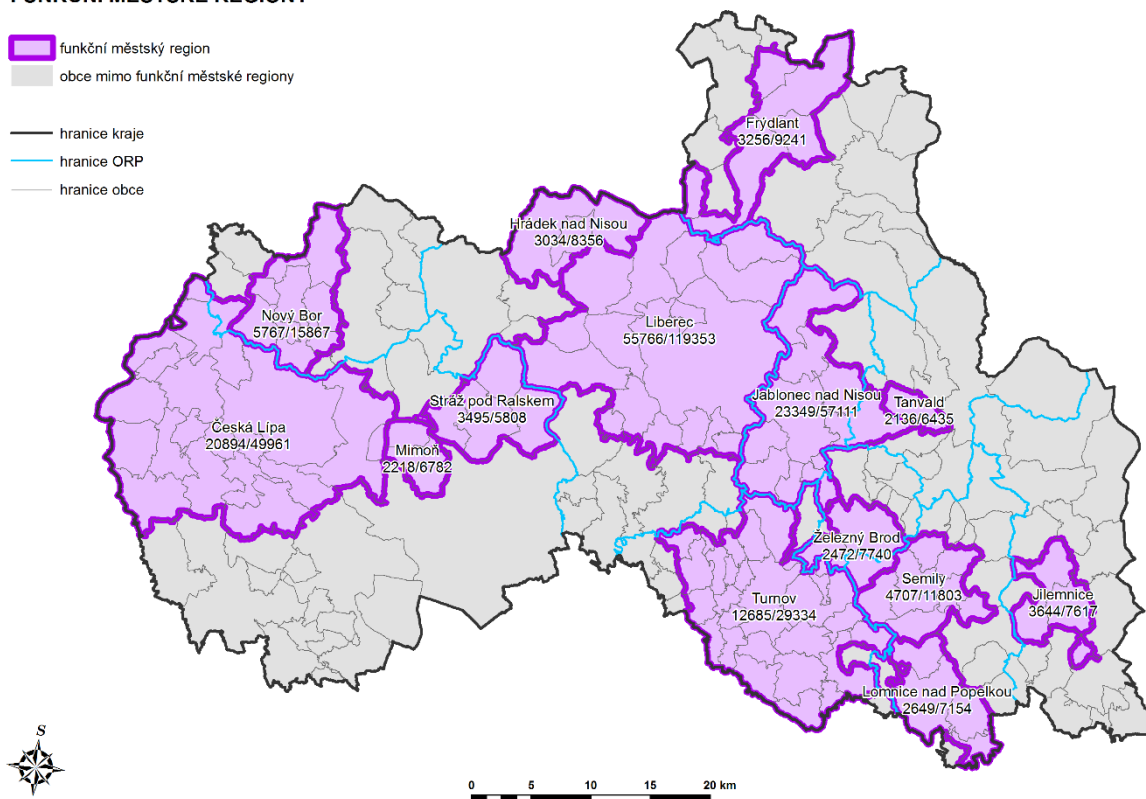 FUNKČNÍ MĚSTSKÉ REGIONY
funkční městský region
obce mimo funkční městské regiony
hranice kraje
hranice ORP
hranice obce
Frýdlant
3256/9241
Hrádek nad Nisou
3034/8356
Nový Bor
5767/15867
Liberec
55766/119353
Stráž pod Ralskem
3495/5808
Jablonec nad Nisou
23349/57111
Tanvald
2136/6435
Česká Lípa
20894/49961
Mimoň
2218/6782
Železný Brod
2472/7740
Semily
4707/11803
Turnov
12685/29334
Jilemnice
3644/7617
Lomnice nad Popelkou
2649/7154
S
0 5 10 15 20 km